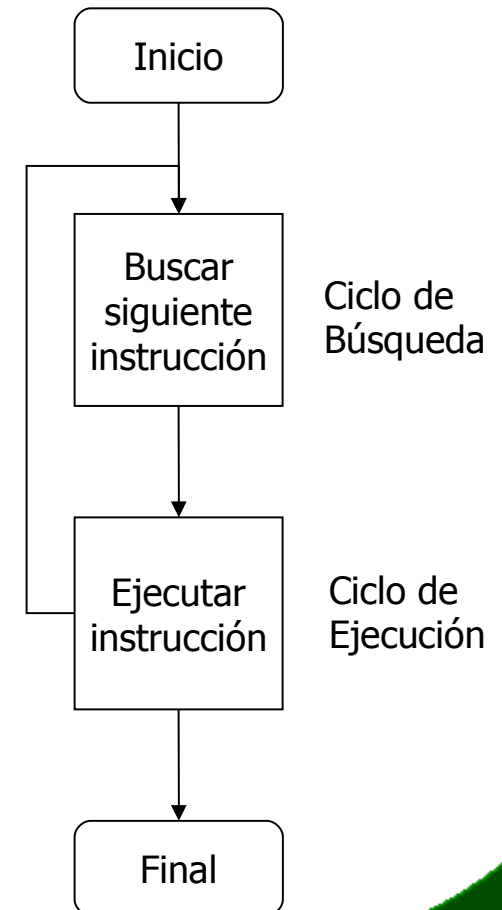 Inicio
Buscar
siguiente
instrucción
Ciclo de
Búsqueda
Ejecutar
instrucción
Ciclo de
Ejecución
Final